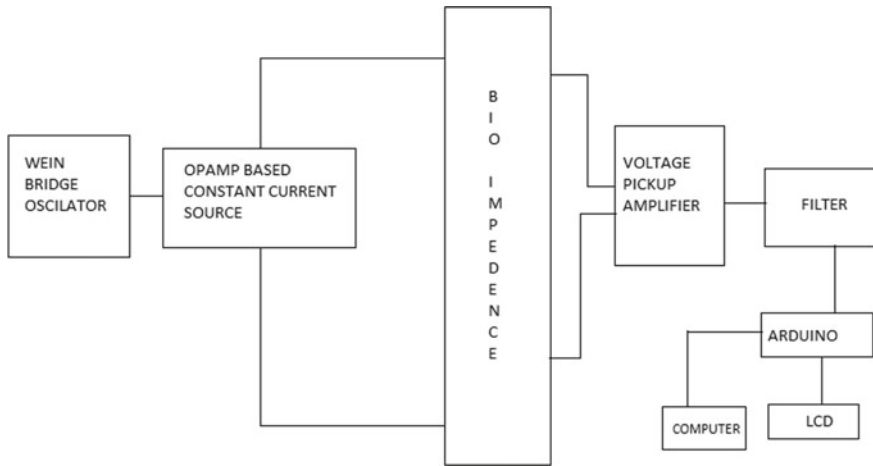 WEIN
BRIDGE
OSCILATOR
OPAMP BASED
CONSTANT CURRENT
SOURCE
B
I
O
I
M
P
E
D
E
N
C
E
VOLTAGE
PICKUP
AMPLIFIER
FILTER
ARDUINO
COMPUTER
LCD